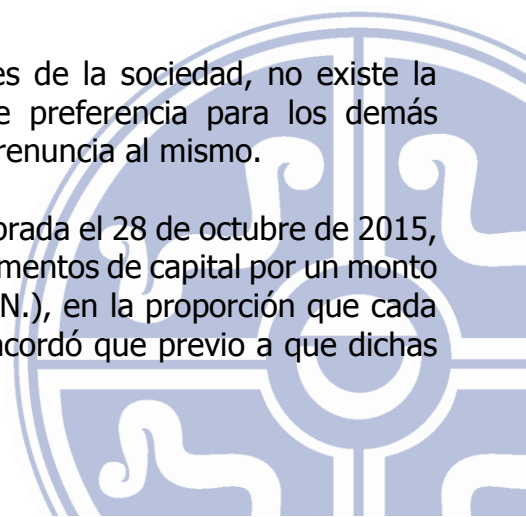 es de la sociedad, no existe la
e preferencia para los demás
renuncia al mismo.
brada el 28 de octubre de 2015,
mentos de capital por un monto
N.), en la proporción que cada
acordó que previo a que dichas